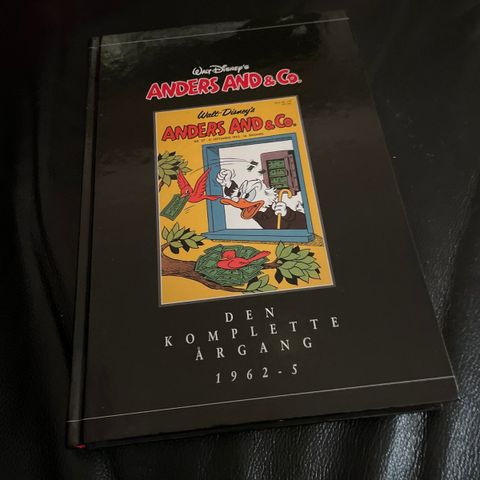 Walt Disney's
ANDERS AND & Co.
Walt Disney's
ANDERS AND & Co.
DEN
KOMPLETTE
ÅRGANG
1962-5